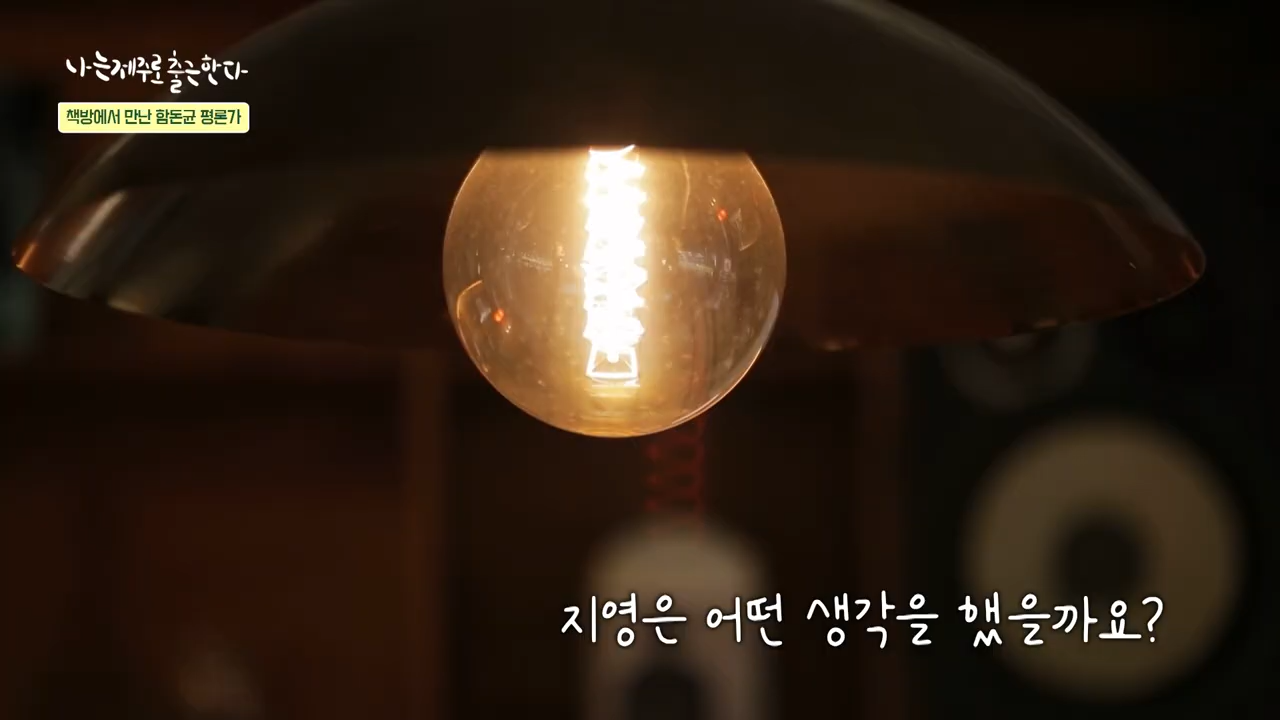 나는 제주로 출근한다
책방에서 만난 함돈균 평론가
지영은 어떤 생각을 했을까요?